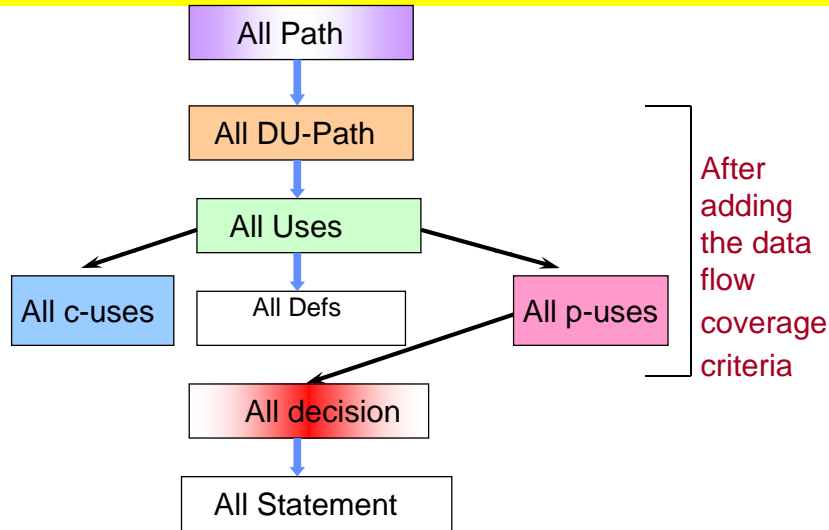 All Path
All DU-Path
All Uses
All c-uses
All Defs
All p-uses
All decision
All Statement
After
adding
the data
flow
coverage
criteria